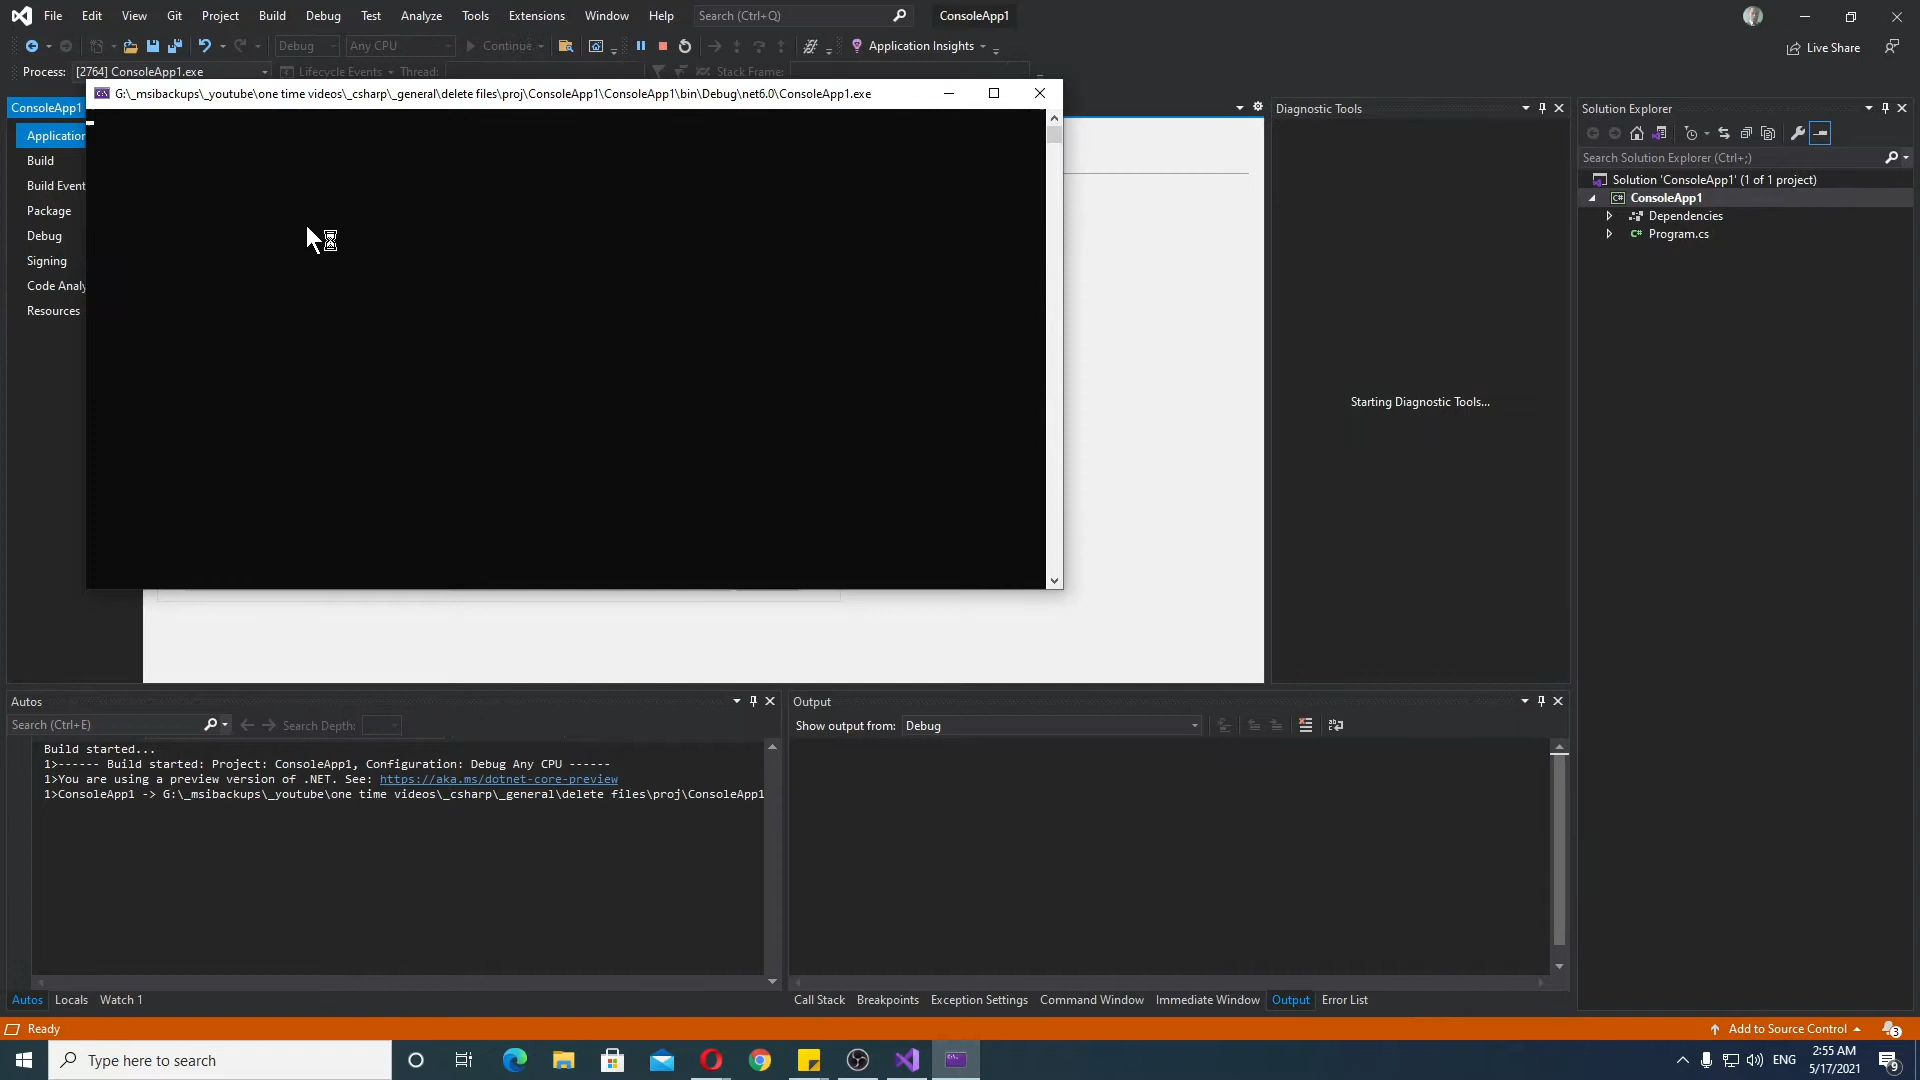 File Edit View Git Project Build Debug Test Analyze Tools Extensions Window Help Search (Ctrl+Q) ConsoleApp1
Debug Any CPU Continue Application Insights Live Share
Process: [2764] ConsoleApp1.exe Lifecycle Events Thread: Stack Frame:
G:\_msibackups\_youtube\one time videos\_csharp\_general\delete files\proj\ConsoleApp1\ConsoleApp1\bin\Debug\net6.0\ConsoleApp1.exe
ConsoleApp1
Application
Build
Build Event
Package
Debug
Signing
Code Analy
Resources
Diagnostic Tools
Starting Diagnostic Tools...
Solution Explorer
Search Solution Explorer (Ctrl+;)
Solution 'ConsoleApp1' (1 of 1 project)
ConsoleApp1
Dependencies
C# Program.cs
Autos
Search (Ctrl+E) Search Depth:
Build started...
1>------ Build started: Project: ConsoleApp1, Configuration: Debug Any CPU ------
1>You are using a preview version of .NET. See: https://aka.ms/dotnet-core-preview
1>ConsoleApp1 -> G:\_msibackups\_youtube\one time videos\_csharp\_general\delete files\proj\ConsoleApp1
Autos Locals Watch 1
Output
Show output from: Debug
Call Stack Breakpoints Exception Settings Command Window Immediate Window Output Error List
Ready Add to Source Control 3
Type here to search
ENG
2:55 AM
5/17/2021
9